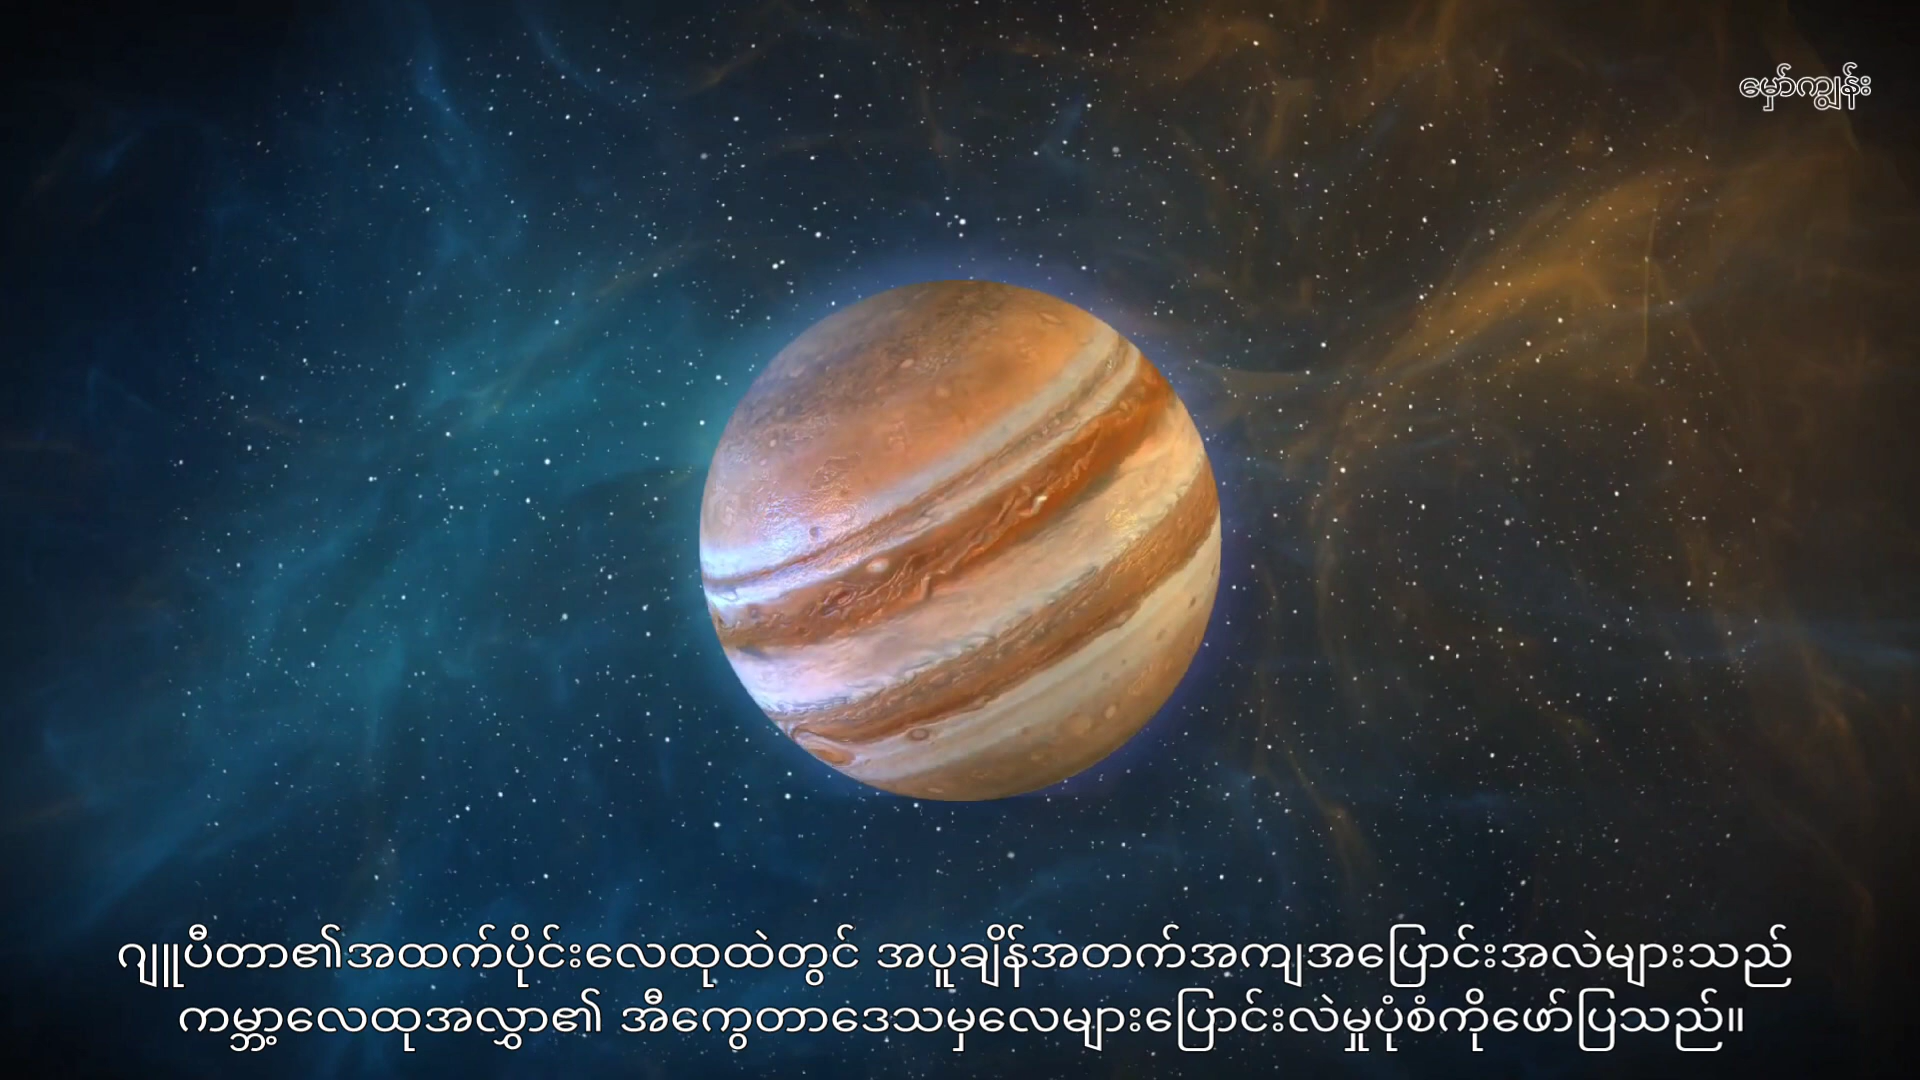 မှော်ကျွန်း
ဂျူပီတာ၏အထက်ပိုင်းလေထုထဲတွင် အပူချိန်အတက်အကျအပြောင်းအလဲများသည်
ကမ္ဘာ့လေထုအလွှာ၏ အီကွေတာဒေသမှလေများပြောင်းလဲမှုပုံစံကိုဖော်ပြသည်။